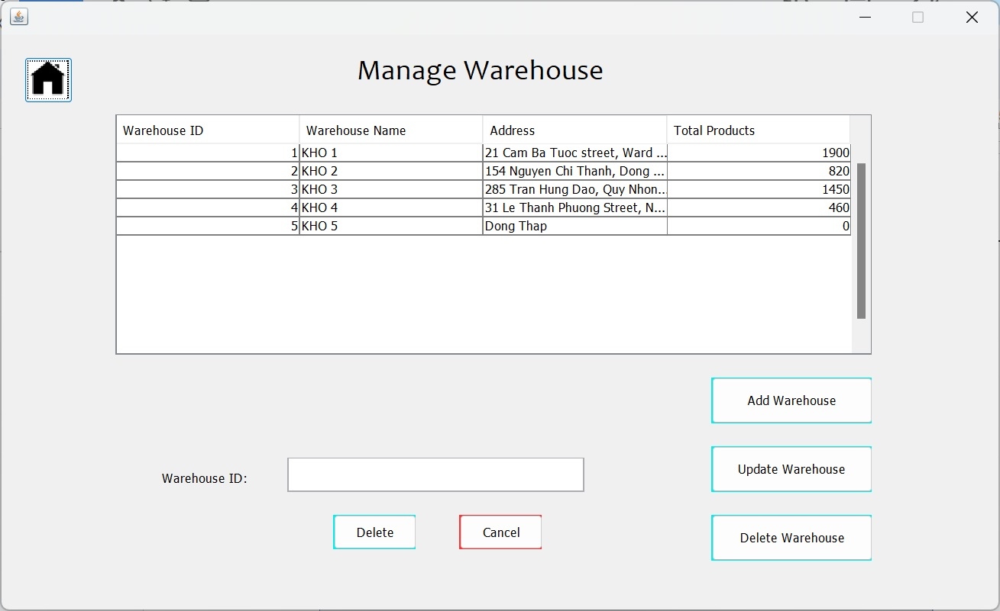 Manage Warehouse
Warehouse ID Warehouse Name Address Total Products
1 KHO 1 21 Cam Ba Tuoc street, Ward ... 1900
2 KHO 2 154 Nguyen Chi Thanh, Dong ... 820
3 KHO 3 285 Tran Hung Dao, Quy Nhon... 1450
4 KHO 4 31 Le Thanh Phuong Street, N... 460
5 KHO 5 Dong Thap 0
Add Warehouse
Warehouse ID:
Update Warehouse
Delete Cancel
Delete Warehouse